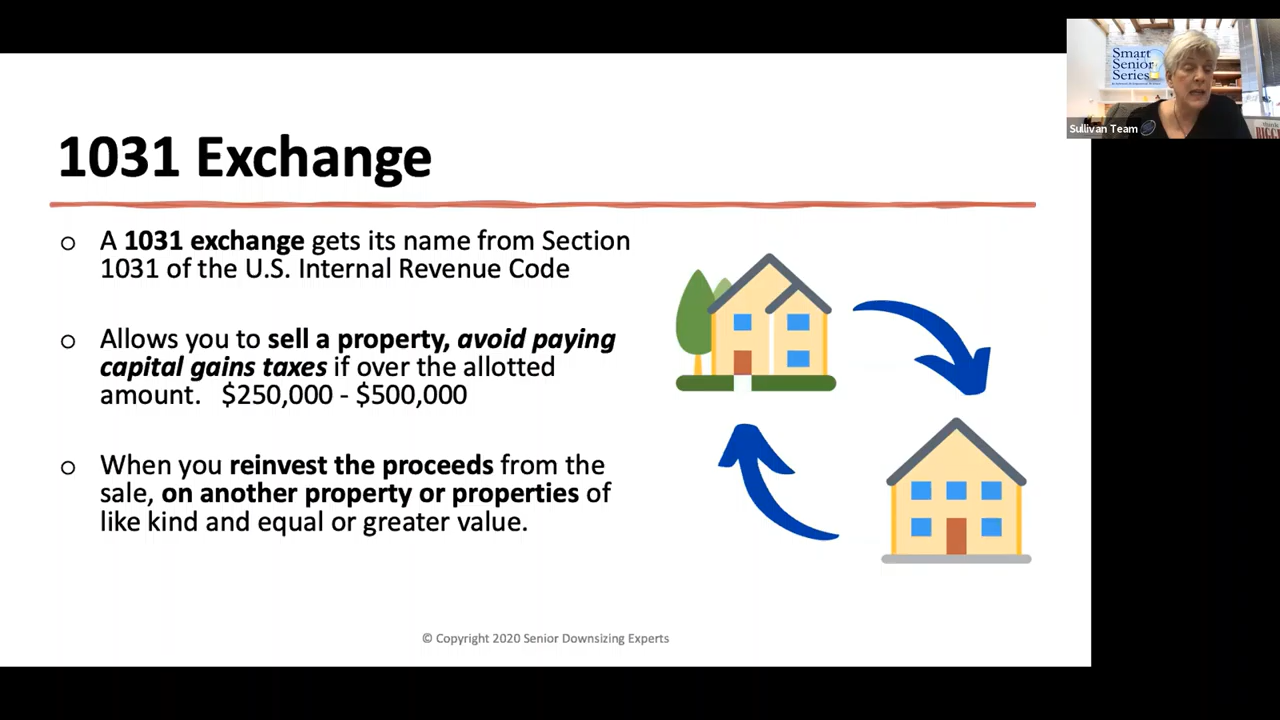 1031 Exchange
o A 1031 exchange gets its name from Section
1031 of the U.S. Internal Revenue Code
o Allows you to sell a property, avoid paying
capital gains taxes if over the allotted
amount. $250,000 - $500,000
o When you reinvest the proceeds from the
sale, on another property or properties of
like kind and equal or greater value.
© Copyright 2020 Senior Downsizing Experts
Smart
Senior
Series
Sullivan Team
think